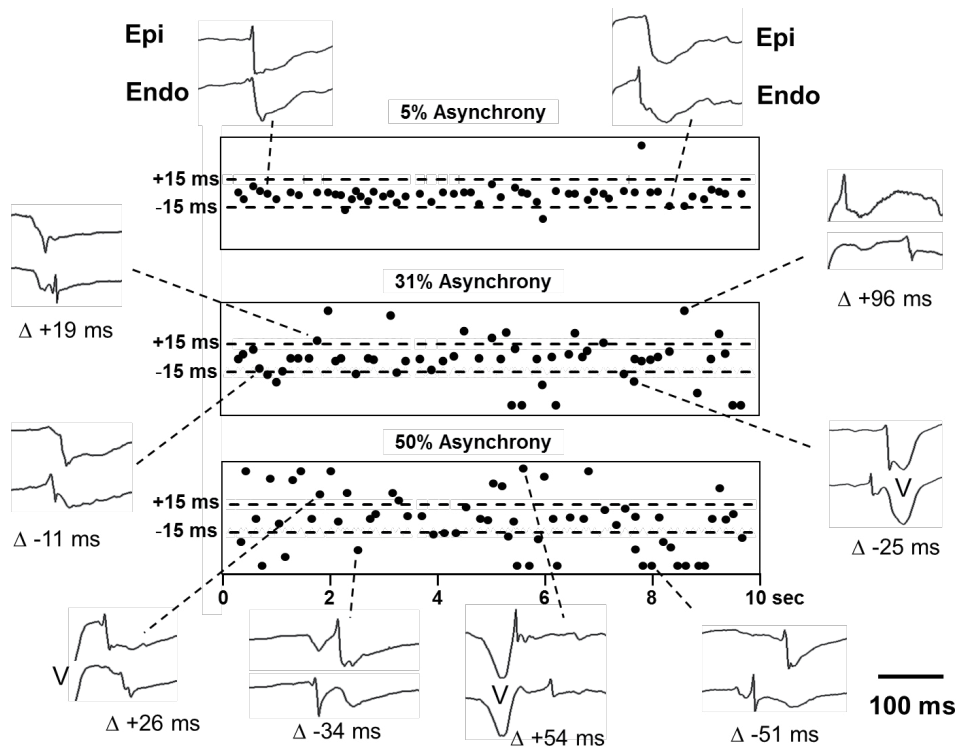 Epi
Endo
Epi
Endo
5% Asynchrony
+15 ms
-15 ms
Δ +19 ms
31% Asynchrony
+15 ms
-15 ms
Δ +96 ms
Δ -11 ms
50% Asynchrony
+15 ms
-15 ms
V
Δ -25 ms
0 2 4 6 8 10 sec
V
Δ +26 ms
Δ -34 ms
V
Δ +54 ms
Δ -51 ms
100 ms